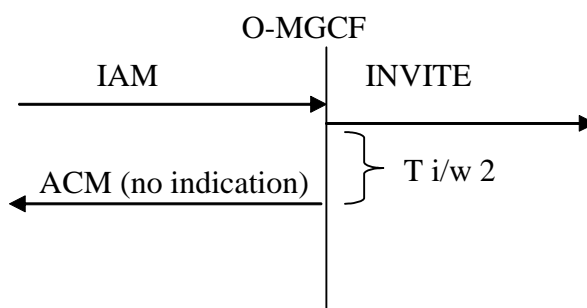 O-MGCF
IAM
INVITE
T i/w 2
ACM (no indication)